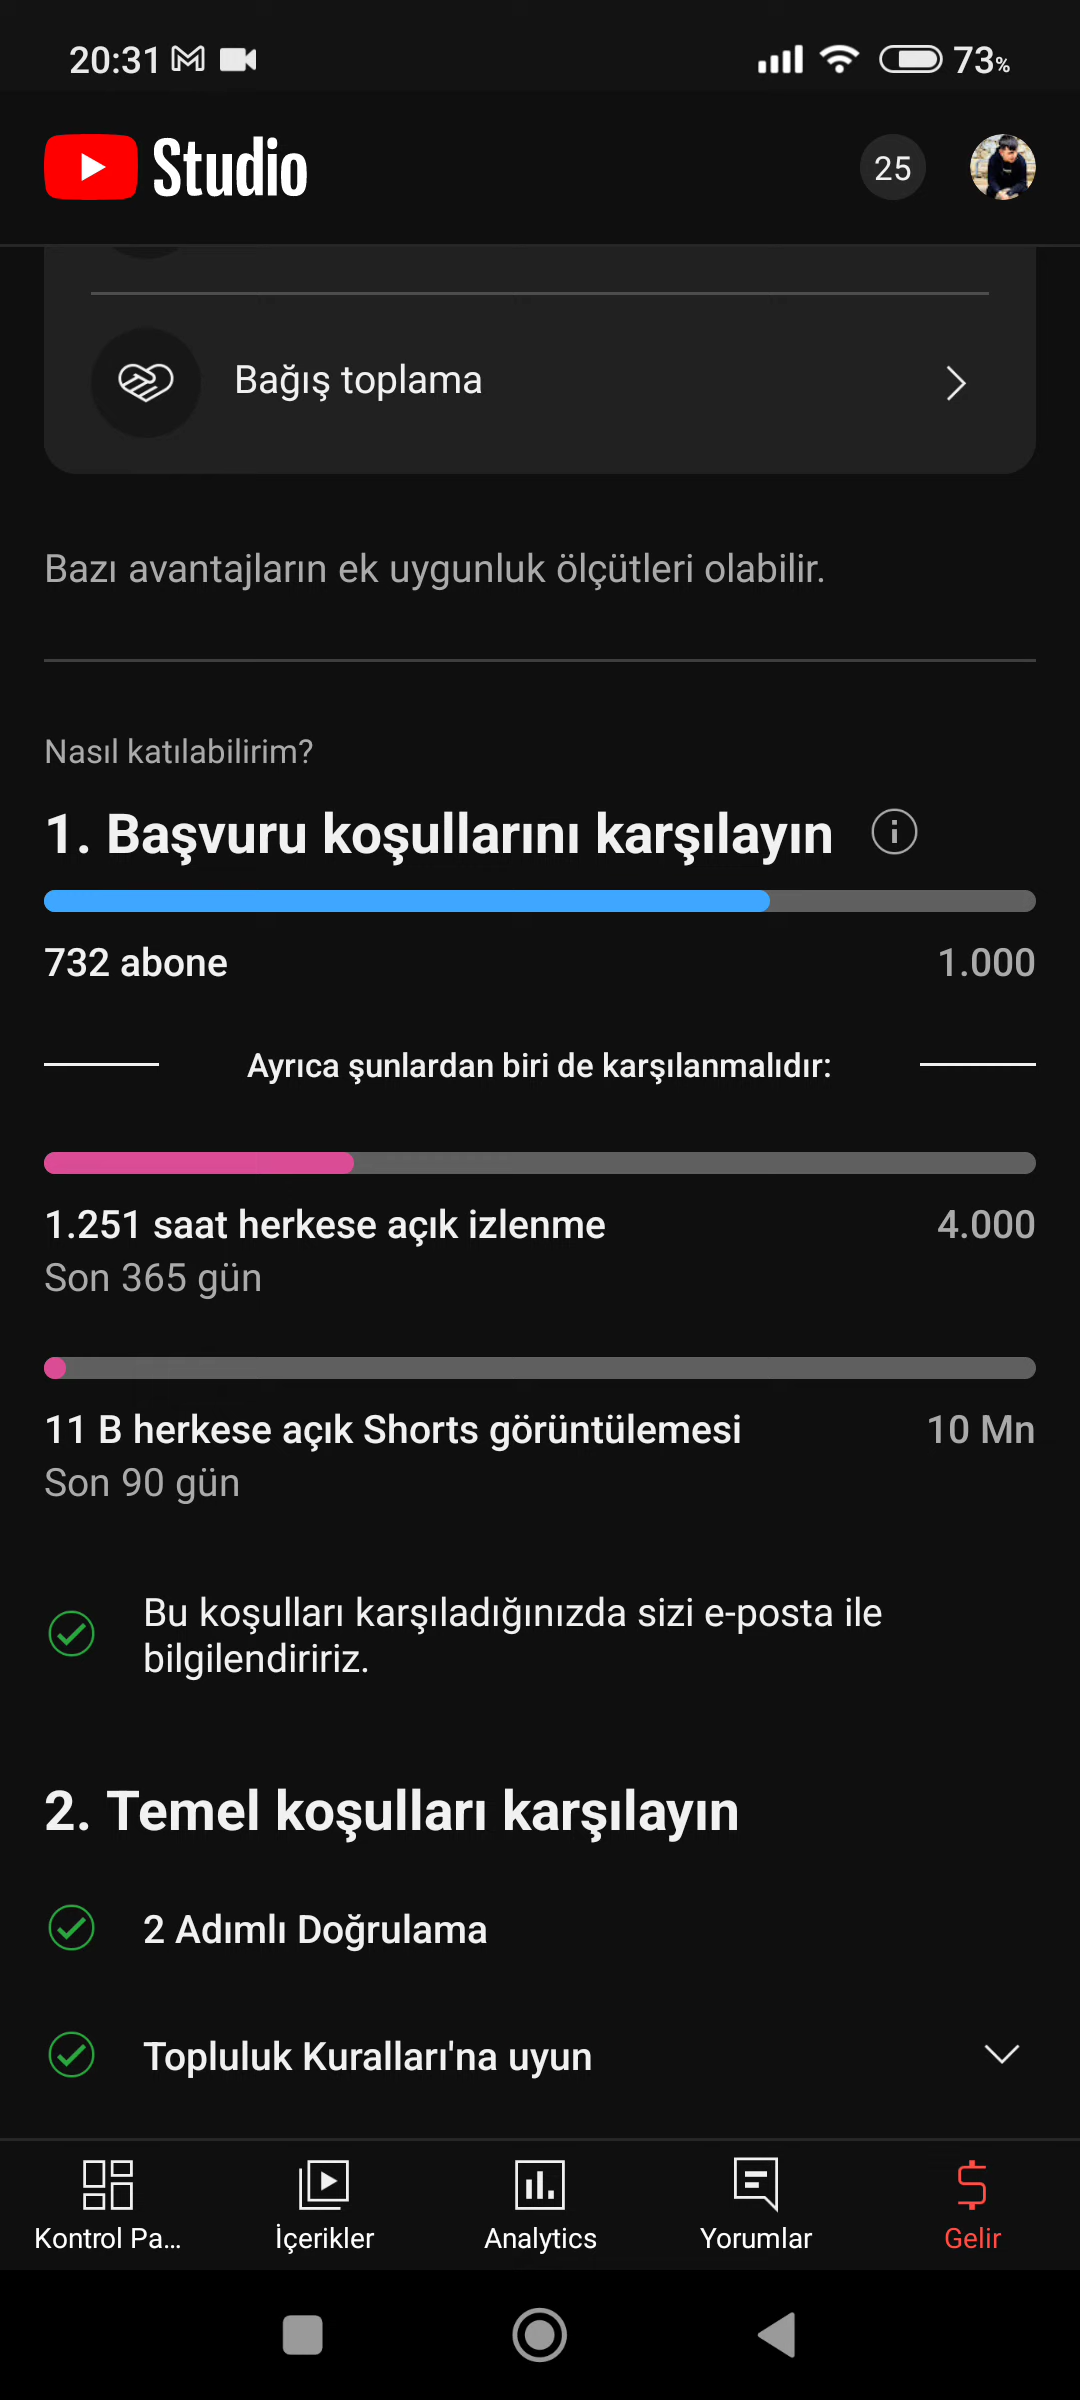 20:31
73%
Studio
25
Bağış toplama
Bazı avantajların ek uygunluk ölçütleri olabilir.
Nasıl katılabilirim?
1. Başvuru koşullarını karşılayın
732 abone
1.000
Ayrıca şunlardan biri de karşılanmalıdır:
1.251 saat herkese açık izlenme
4.000
Son 365 gün
11 B herkese açık Shorts görüntülemesi
10 Mn
Son 90 gün
Bu koşulları karşıladığınızda sizi e-posta ile
bilgilendiririz.
2. Temel koşulları karşılayın
2 Adımlı Doğrulama
Topluluk Kuralları'na uyun
Kontrol Pa...
İçerikler
Analytics
Yorumlar
Gelir